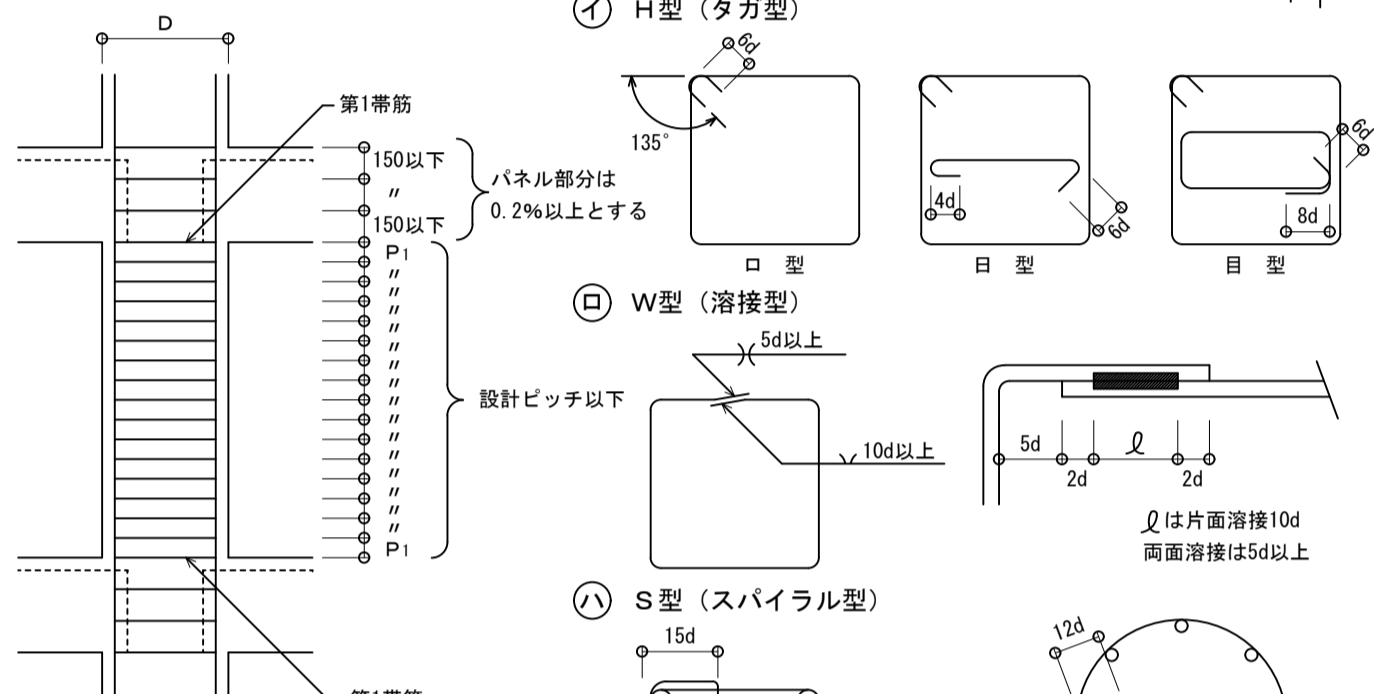 D
第1帯筋
150以下
〃
150以下
パネル部分は
0.2%以上とする
P1
〃
〃
〃
〃
〃
〃
〃
〃
〃
〃
〃
〃
〃
〃
P1
設計ピッチ以下
第1帯筋
イ H型(タガ型)
6d
135°
ロ 型
4d
6d
日 型
6d
8d
目 型
ロ W型(溶接型)
5d以上
10d以上
5d
2d
ℓ
2d
ℓは片面溶接10d
両面溶接は5d以上
ハ S型(スパイラル型)
15d
12d